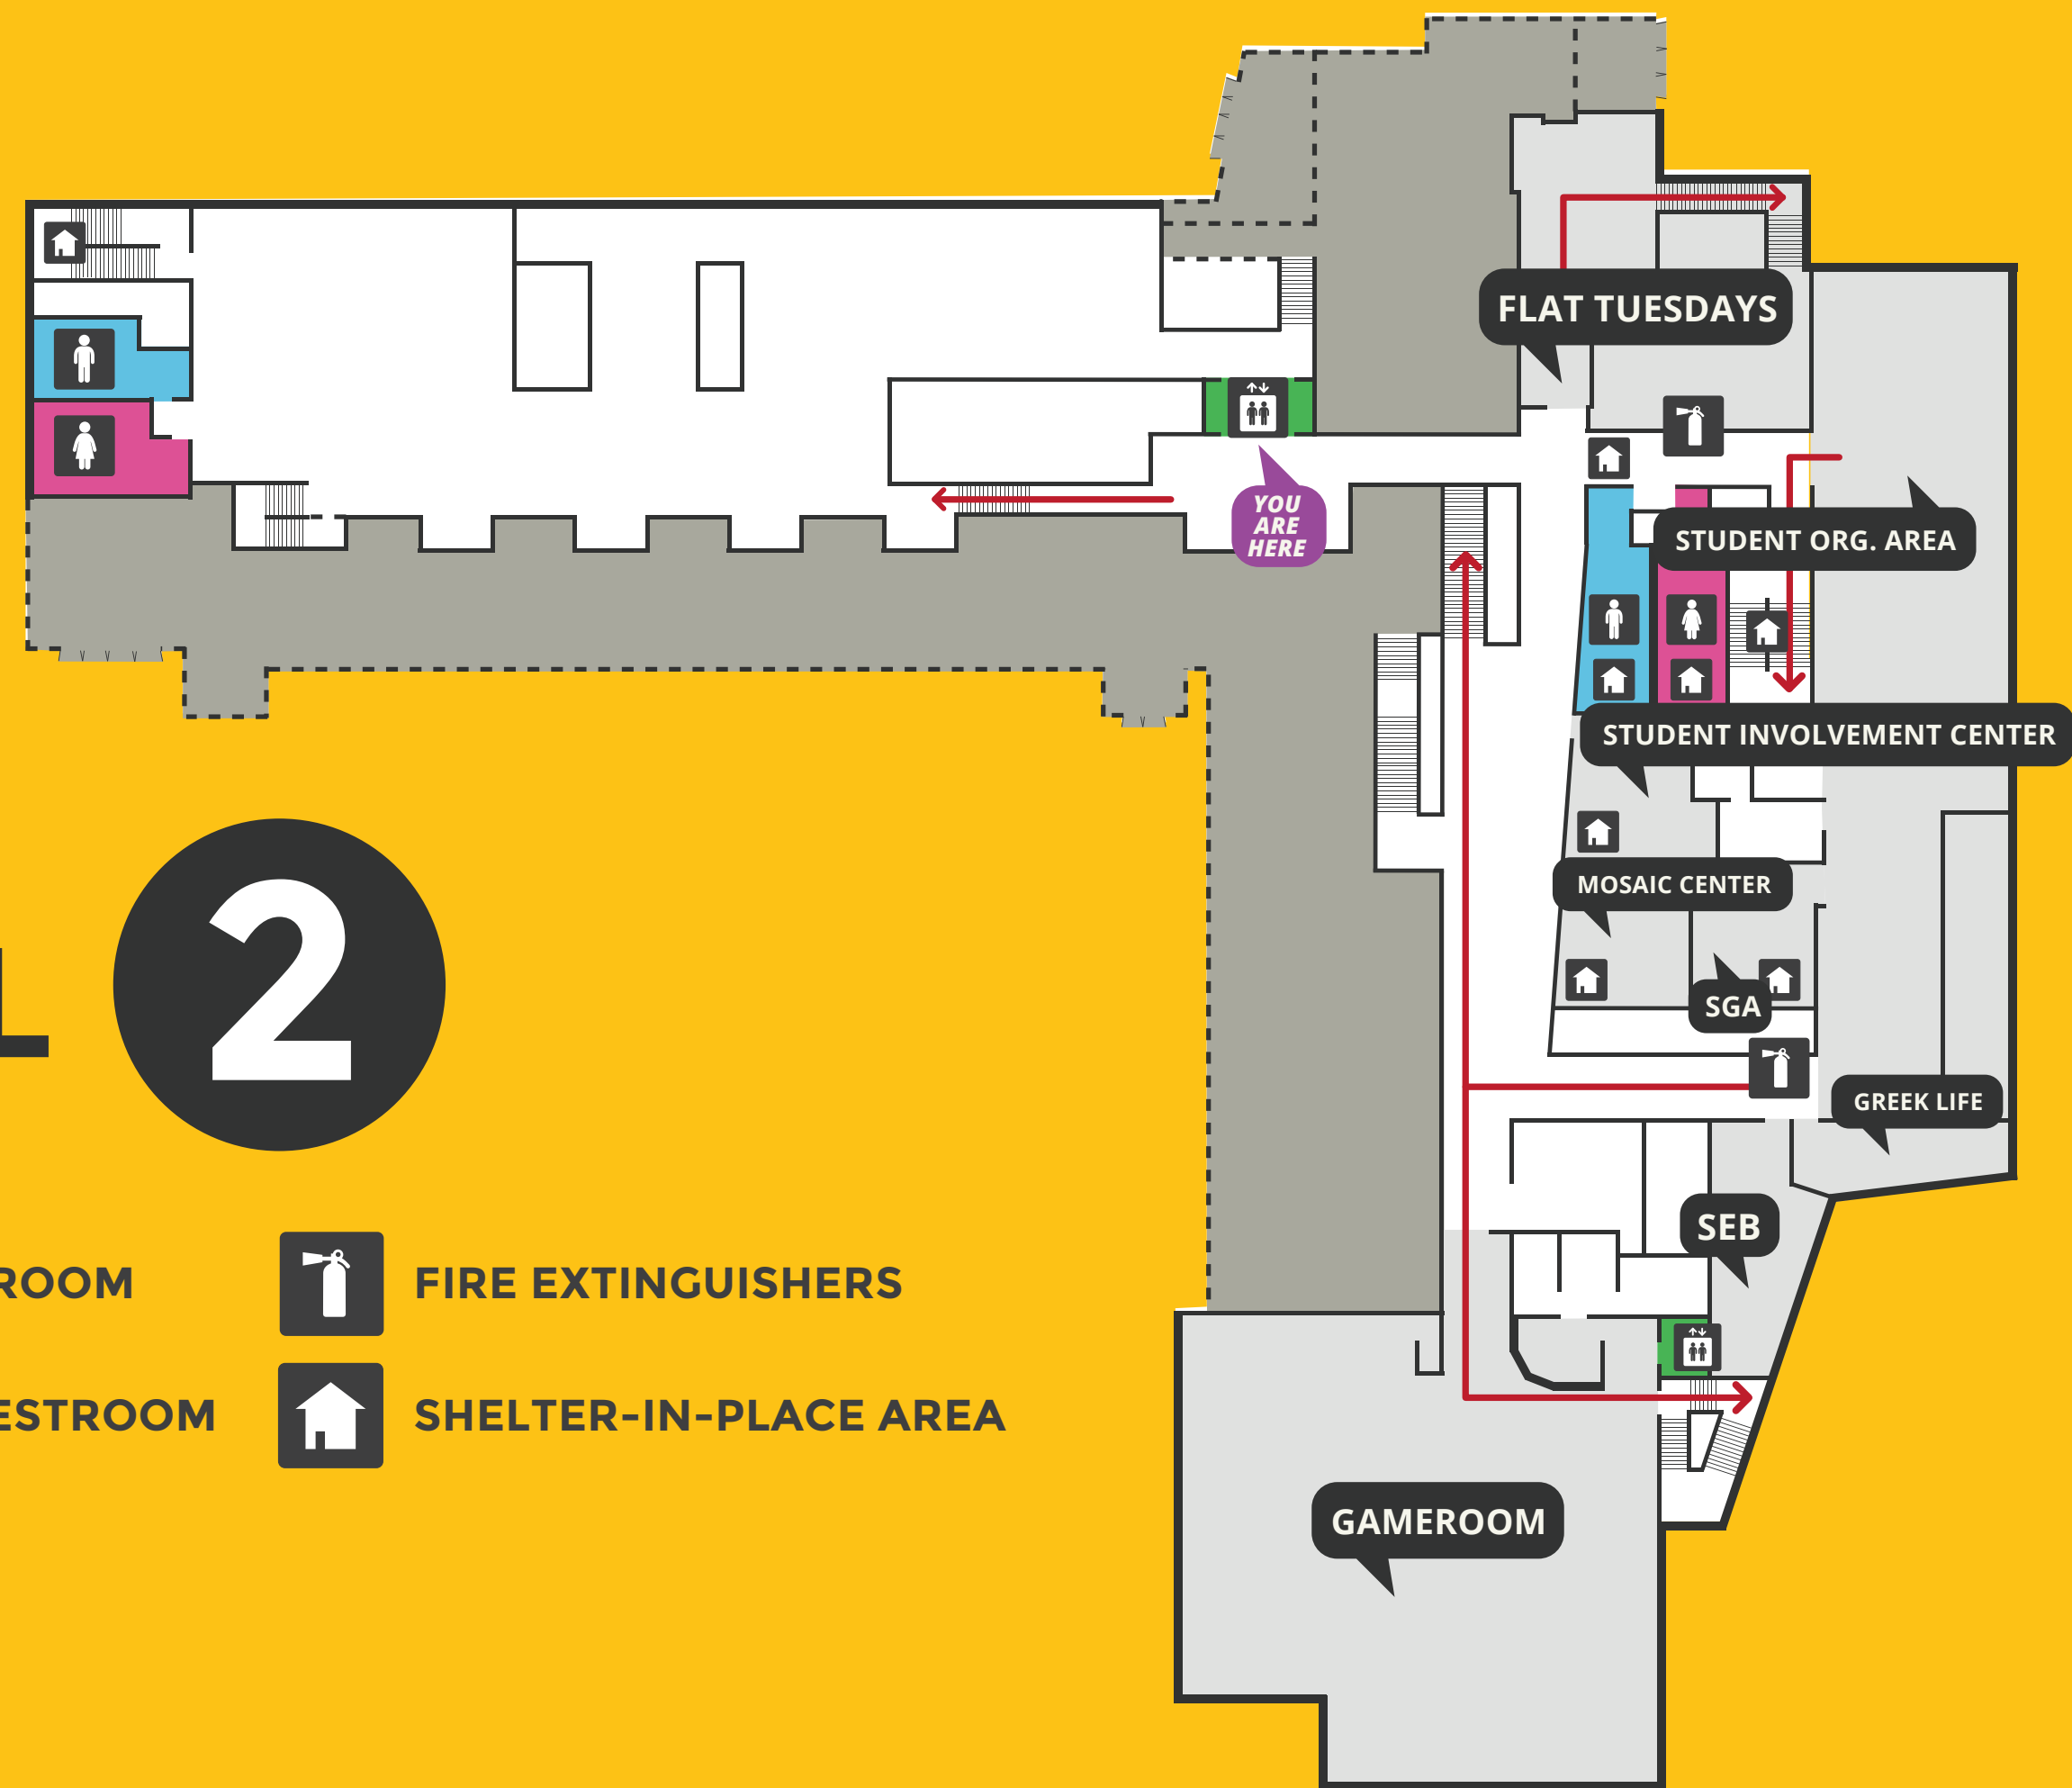 FLAT TUESDAYS
YOU
ARE
HERE
STUDENT ORG. AREA
STUDENT INVOLVEMENT CENTER
MOSAIC CENTER
SGA
GREEK LIFE
SEB
GAMEROOM
L 2
ROOM
FIRE EXTINGUISHERS
ESTROOM
SHELTER-IN-PLACE AREA